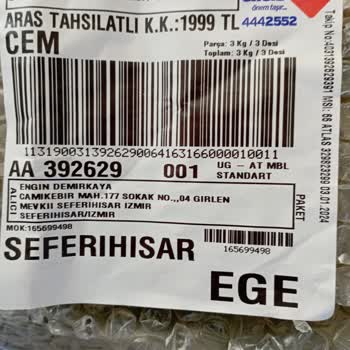 ARAS TAHSILATLI K.K.:1999 TL
4442552
CEM
Parça: 3 Kg / 3 Desi
Toplam: 3 Kg / 3 Desi
11319003139262900641631660000010011
AA 392629 001
UG - AT MBL
STANDART
ALICI
ENGIN DEMIRKAYA
CAMIKEBIR MAH.177 SOKAK NO.,,04 GIRLEN
MEVKII SEFERIHISAR IZMIR
SEFERIHISAR/IZMIR
PAKET
MOK:165699498
165699498
SEFERIHISAR
EGE